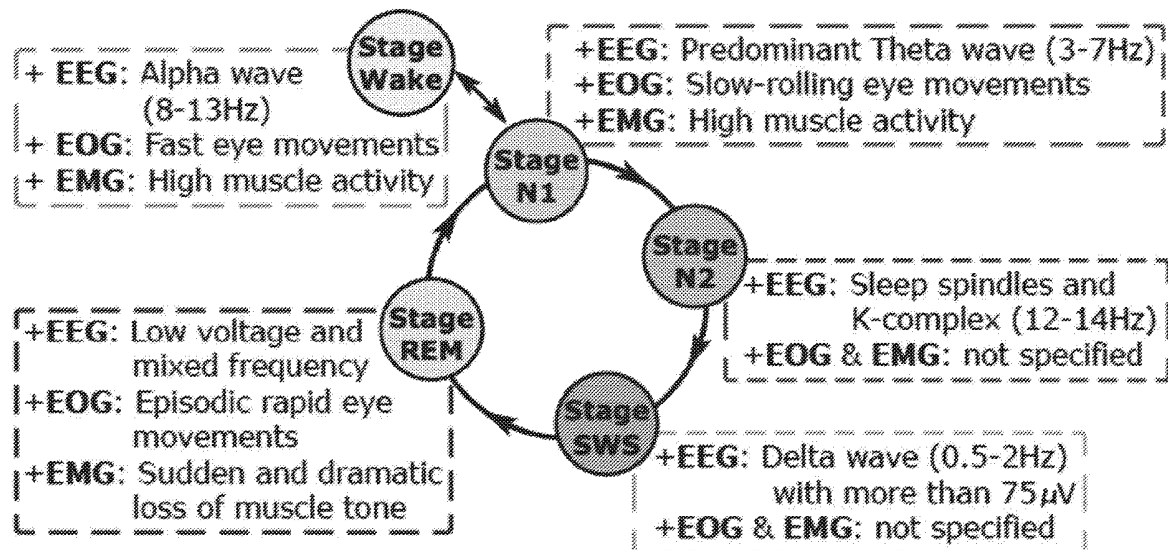 Stage
Wake
+ EEG: Alpha wave
(8-13Hz)
+ EOG: Fast eye movements
+ EMG: High muscle activity
+EEG: Predominant Theta wave (3-7Hz)
+EOG: Slow-rolling eye movements
+EMG: High muscle activity
Stage
N1
Stage
N2
+EEG: Sleep spindles and
K-complex (12-14Hz)
+EOG & EMG: not specified
Stage
SWS
+EEG: Delta wave (0.5-2Hz)
with more than 75µV
+EOG & EMG: not specified
Stage
REM
+EEG: Low voltage and
mixed frequency
+EOG: Episodic rapid eye
movements
+EMG: Sudden and dramatic
loss of muscle tone